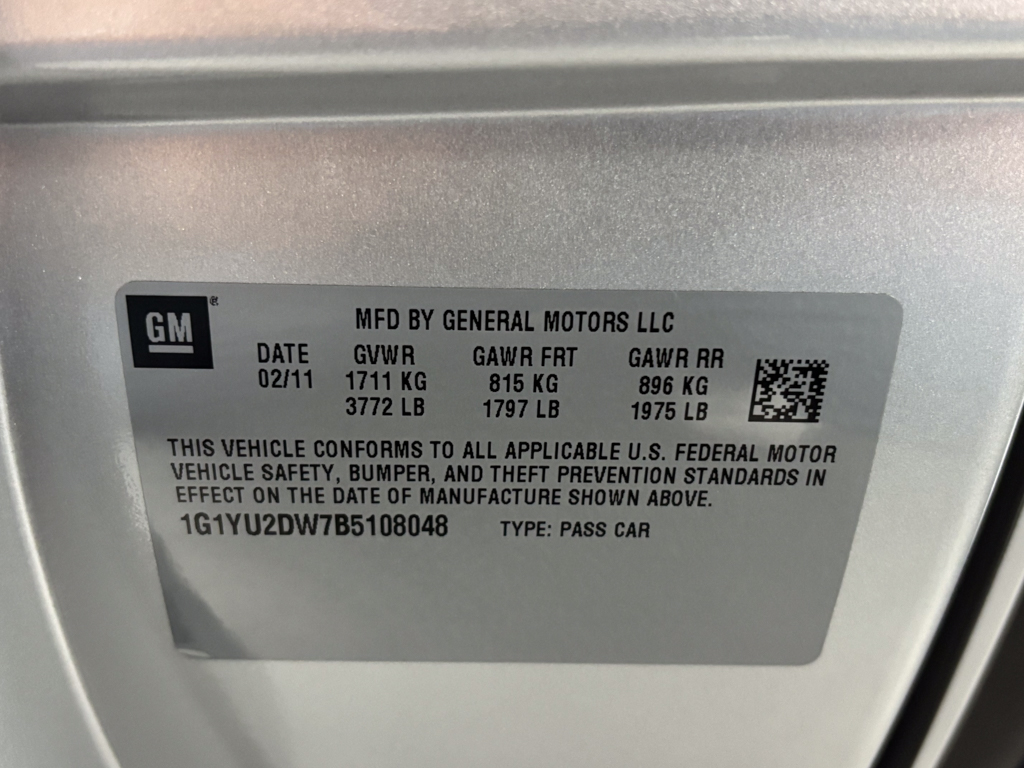 GM ®
MFD BY GENERAL MOTORS LLC
DATE GVWR GAWR FRT GAWR RR
02/11 1711 KG 815 KG 896 KG
3772 LB 1797 LB 1975 LB
THIS VEHICLE CONFORMS TO ALL APPLICABLE U.S. FEDERAL MOTOR
VEHICLE SAFETY, BUMPER, AND THEFT PREVENTION STANDARDS IN
EFFECT ON THE DATE OF MANUFACTURE SHOWN ABOVE.
1G1YU2DW7B5108048 TYPE: PASS CAR